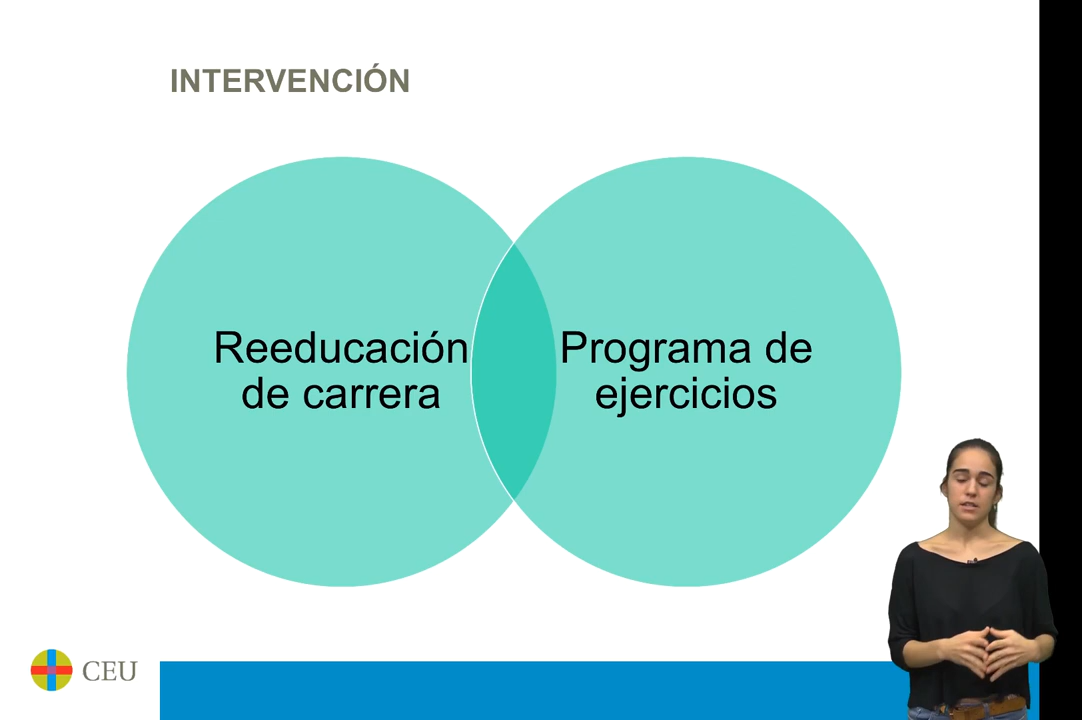 INTERVENCIÓN
Reeducación
de carrera
Programa de
ejercicios
CEU